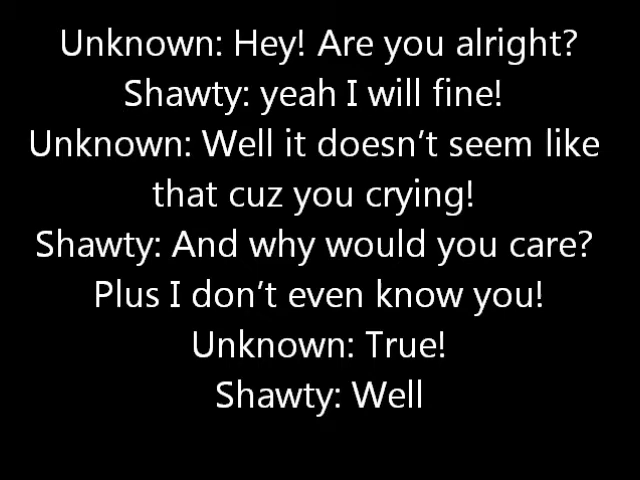 Unknown: Hey! Are you alright?
Shawty: yeah I will fine!
Unknown: Well it doesn’t seem like
that cuz you crying!
Shawty: And why would you care?
Plus I don’t even know you!
Unknown: True!
Shawty: Well